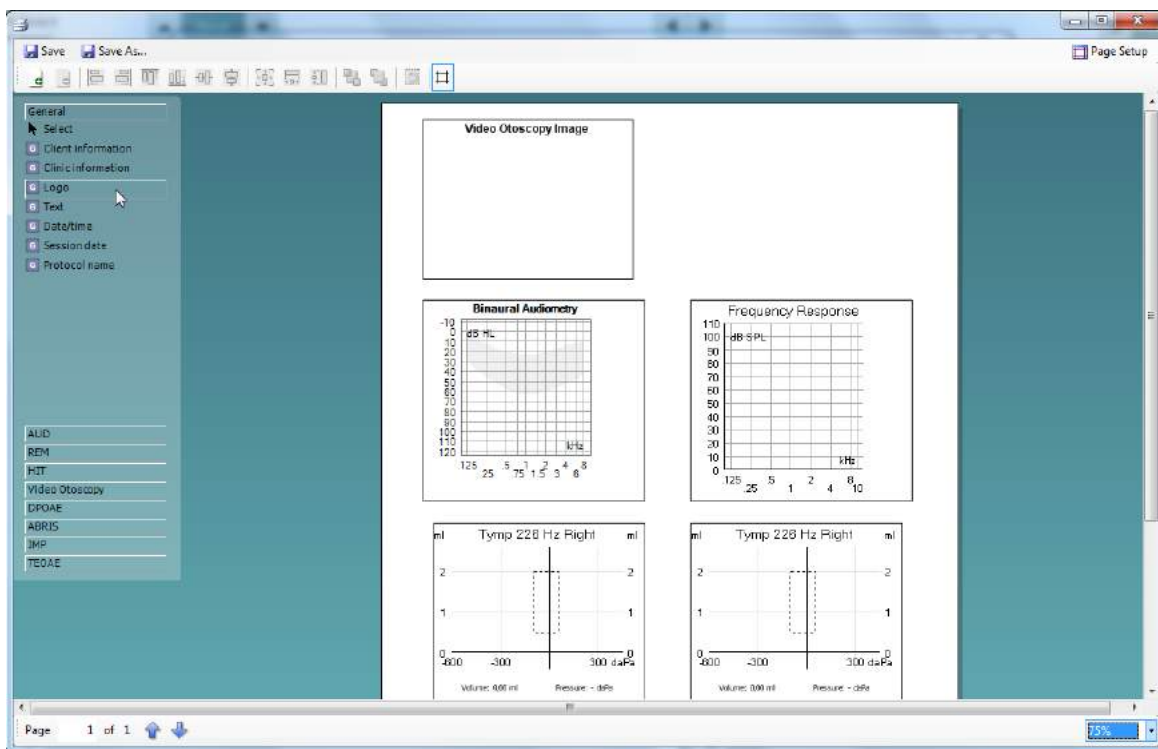 Save Save As... Page Setup
General
Select
Client information
Clinic information
Logo
Text
Date/time
Session date
Protocol name
AUD
REM
HIT
Video Otoscopy
DPOAE
ABRIS
IMP
TEOAE
Video Otoscopy Image
Binaural Audiometry
-10
0 dB HL
10
20
30
40
50
60
70
80
90
100
110 kHz
120
125 .5 1 2 4 8
25 .75 1.5 3 6
Frequency Response
110
100 dB SPL
90
80
70
60
50
40
30
20
10 kHz
0
.125 .5 2 8
.25 1 4 10
ml Tymp 226 Hz Right ml
2 2
1 1
0 0
-600 -300 300 daPa
Volume: 0,00 ml Pressure: - daPa
ml Tymp 226 Hz Right ml
2 2
1 1
0 0
-600 -300 300 daPa
Volume: 0,00 ml Pressure: - daPa
Page 1 of 1
75%